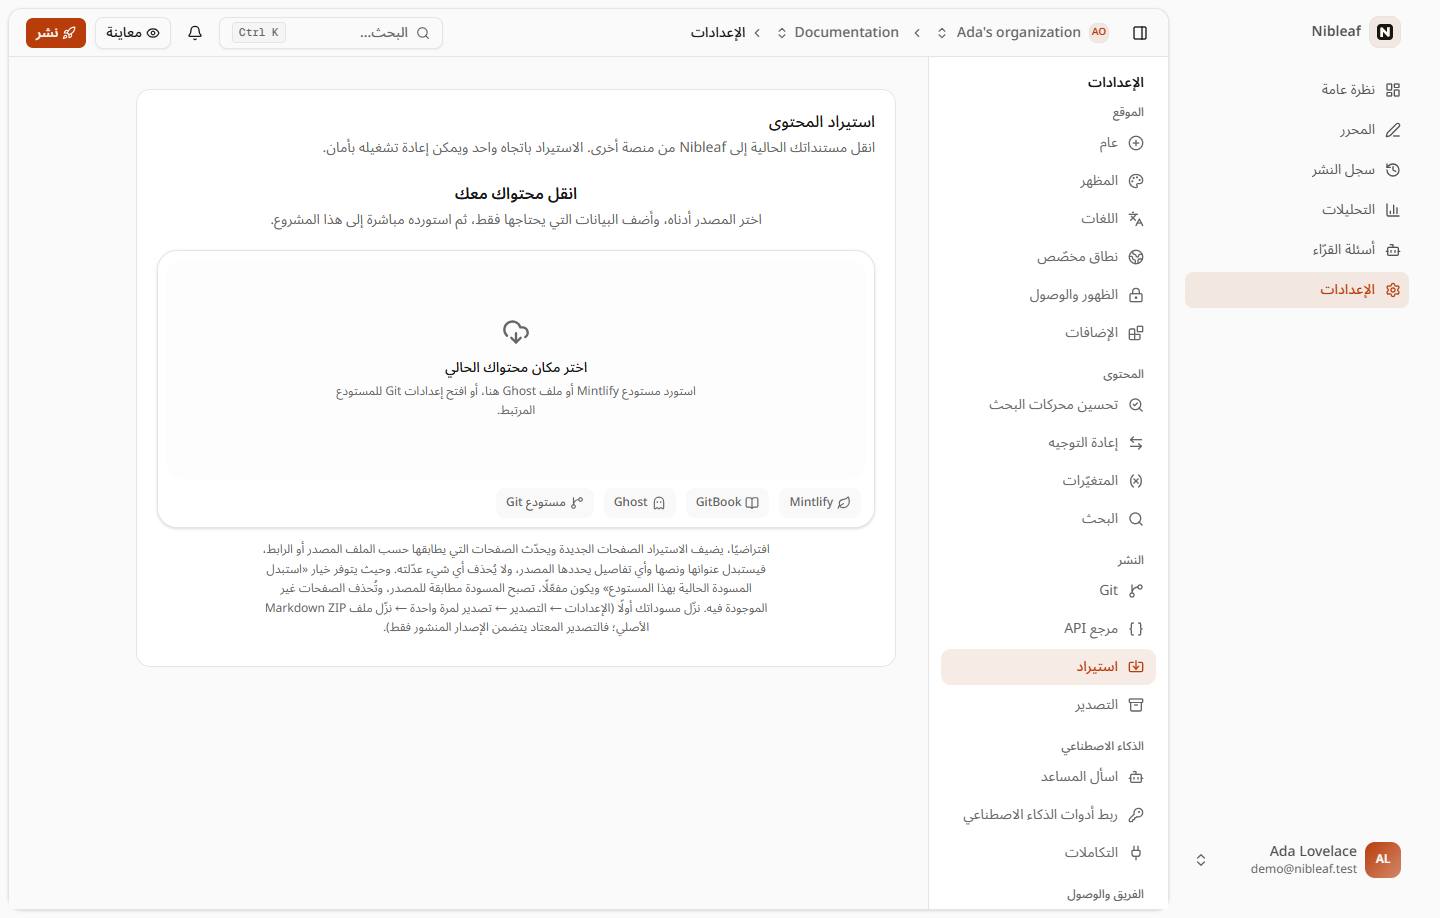 Nibleaf
نظرة عامة
المحرر
سجل النشر
التحليلات
أسئلة القرّاء
الإعدادات
Ada Lovelace
demo@nibleaf.test
AL
AO Ada's organization
Documentation
الإعدادات
البحث...
Ctrl K
معاينة
نشر
الإعدادات
الموقع
عام
المظهر
اللغات
نطاق مخصّص
الظهور والوصول
الإضافات
المحتوى
تحسين محركات البحث
إعادة التوجيه
المتغيّرات
البحث
النشر
Git
مرجع API
استيراد
التصدير
الذكاء الاصطناعي
اسأل المساعد
ربط أدوات الذكاء الاصطناعي
التكاملات
الفريق والوصول
استيراد المحتوى
انقل مستنداتك الحالية إلى Nibleaf من منصة أخرى. الاستيراد باتجاه واحد ويمكن إعادة تشغيله بأمان.
انقل محتواك معك
اختر المصدر أدناه، وأضف البيانات التي يحتاجها فقط، ثم استورده مباشرة إلى هذا المشروع.
اختر مكان محتواك الحالي
استورد مستودع Mintlify أو ملف Ghost هنا، أو افتح إعدادات Git للمستودع
المرتبط.
Mintlify
GitBook
Ghost
مستودع Git
افتراضيًا، يضيف الاستيراد الصفحات الجديدة ويحدّث الصفحات التي يطابقها حسب الملف المصدر أو الرابط،
فيستبدل عنوانها ونصها وأي تفاصيل يحددها المصدر، ولا يُحذف أي شيء عدّلته. وحيث يتوفر خيار «استبدل
المسودة الحالية بهذا المستودع» ويكون مفعّلًا، تصبح المسودة مطابقة للمصدر، وتُحذف الصفحات غير
الموجودة فيه. نزّل مسوداتك أولًا (الإعدادات ← التصدير ← تصدير لمرة واحدة ← نزّل ملف Markdown ZIP
الأصلي؛ فالتصدير المعتاد يتضمن الإصدار المنشور فقط).